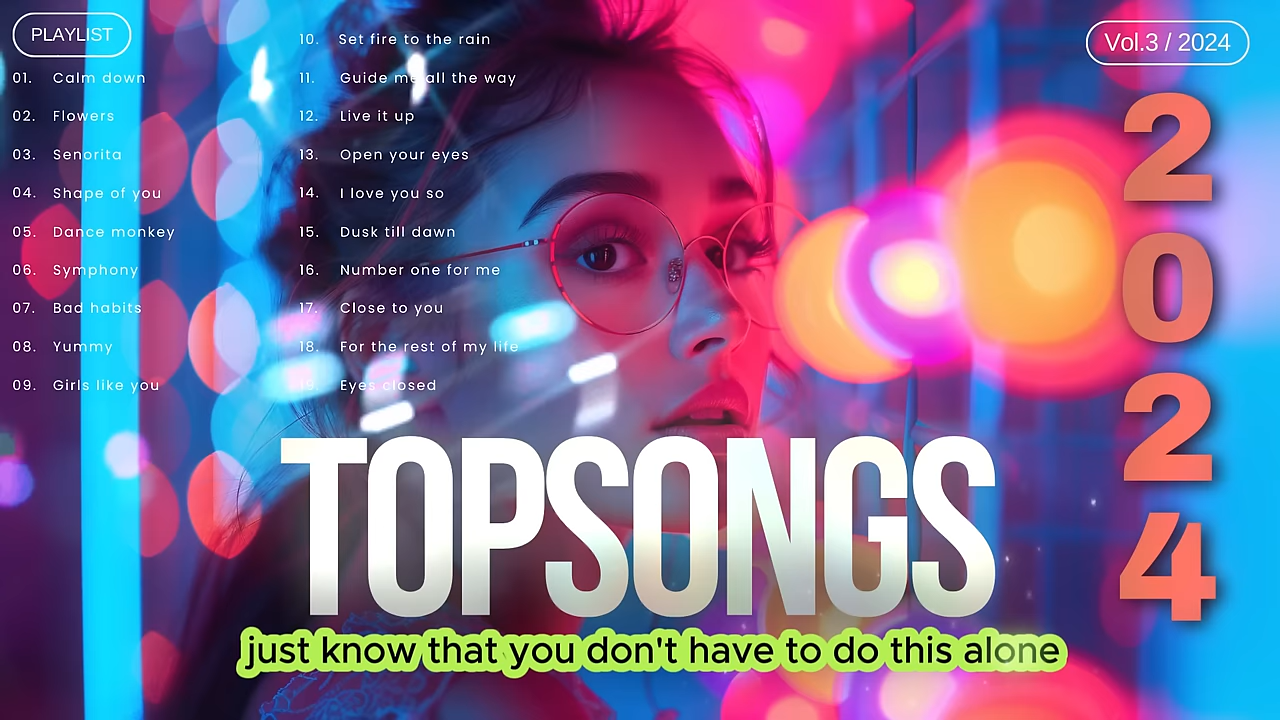 PLAYLIST
01. Calm down
02. Flowers
03. Senorita
04. Shape of you
05. Dance monkey
06. Symphony
07. Bad habits
08. Yummy
09. Girls like you
10. Set fire to the rain
11. Guide me all the way
12. Live it up
13. Open your eyes
14. I love you so
15. Dusk till dawn
16. Number one for me
17. Close to you
18. For the rest of my life
19. Eyes closed
Vol.3 / 2024
2024
TOPSONGS
just know that you don't have to do this alone